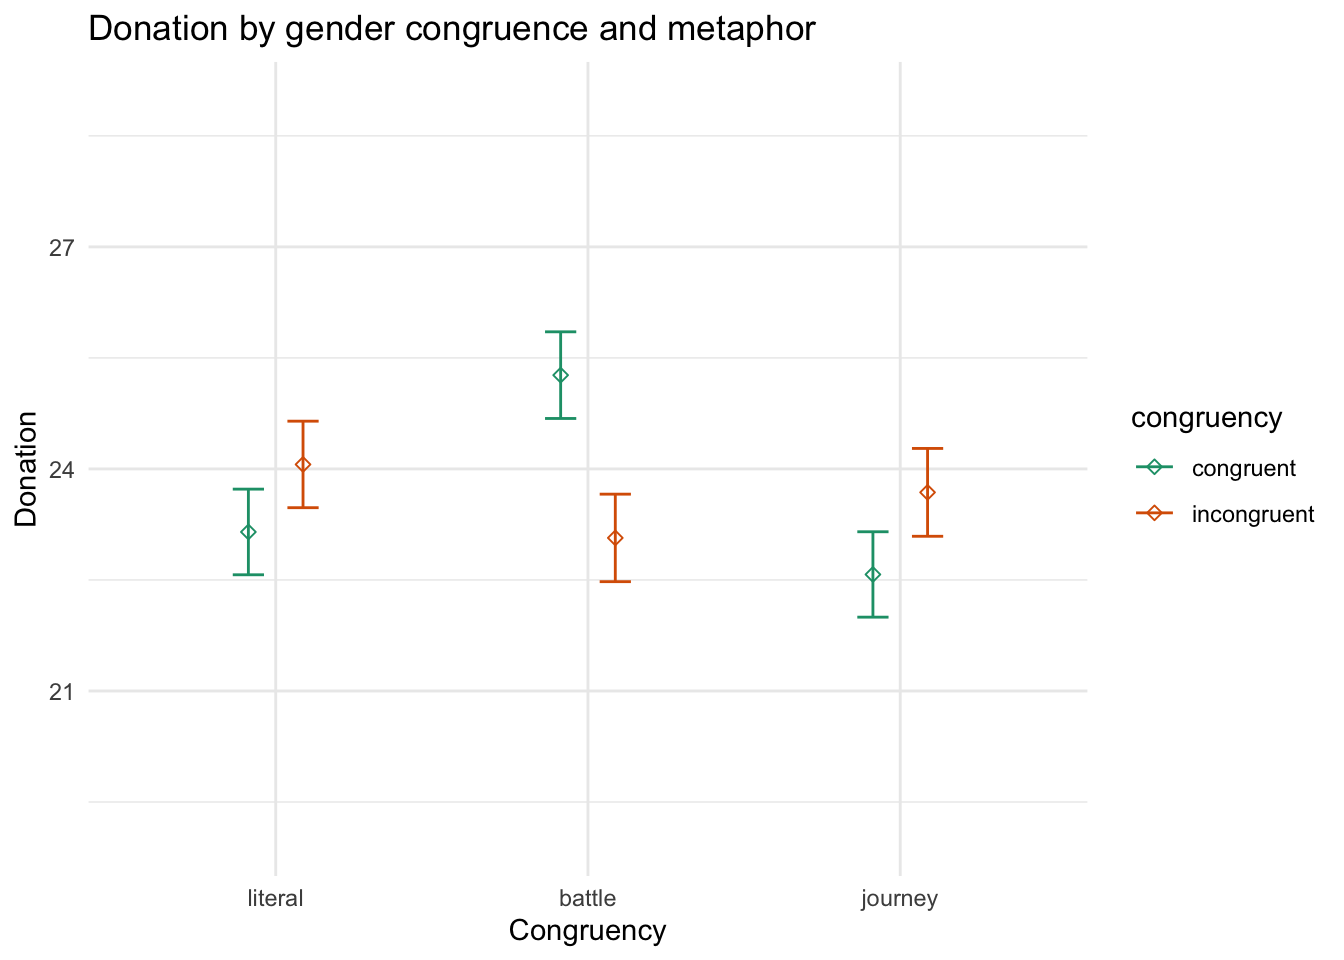 Donation by gender congruence and metaphor
27
24
21
Donation
literal battle journey
Congruency
congruency
congruent
incongruent